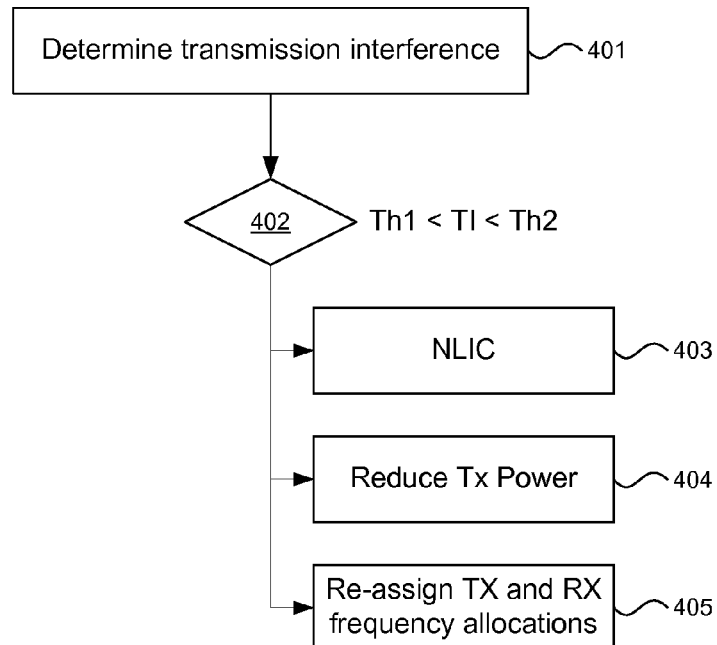 Determine transmission interference
401
402
Th1 < TI < Th2
NLIC
403
Reduce Tx Power
404
Re-assign TX and RX
frequency allocations
405